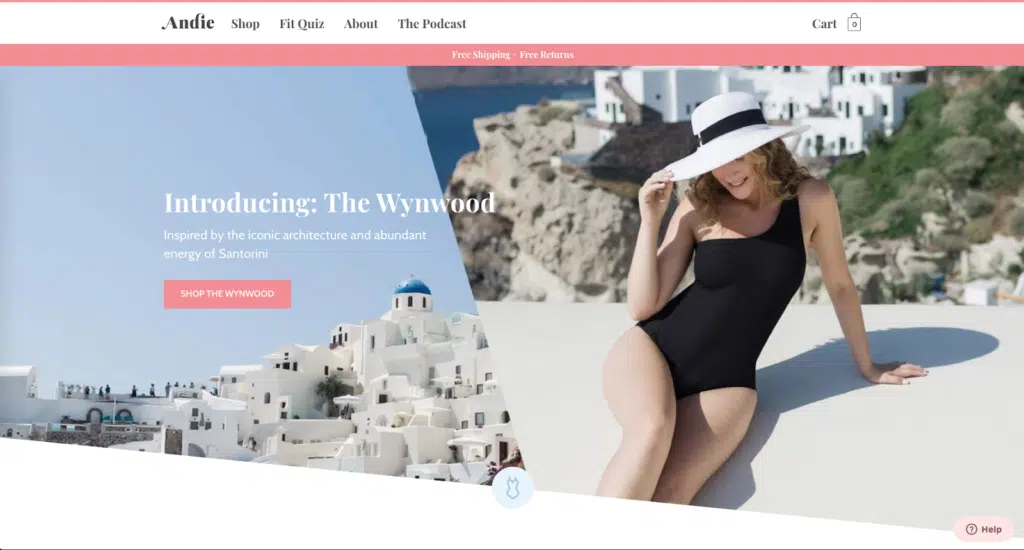 Andie
Shop
Fit Quiz
About
The Podcast
Cart
0
Free Shipping - Free Returns
Introducing: The Wynwood
Inspired by the iconic architecture and abundant
energy of Santorini
SHOP THE WYNWOOD
Help